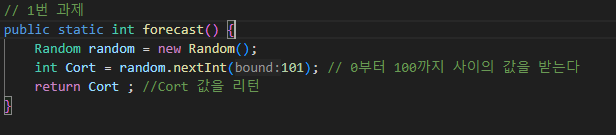 // 1번 과제
public static int forecast() {
Random random = new Random();
int Cort = random.nextInt(bound:101); // 0부터 100까지 사이의 값을 받는다
return Cort ; //Cort 값을 리턴
}